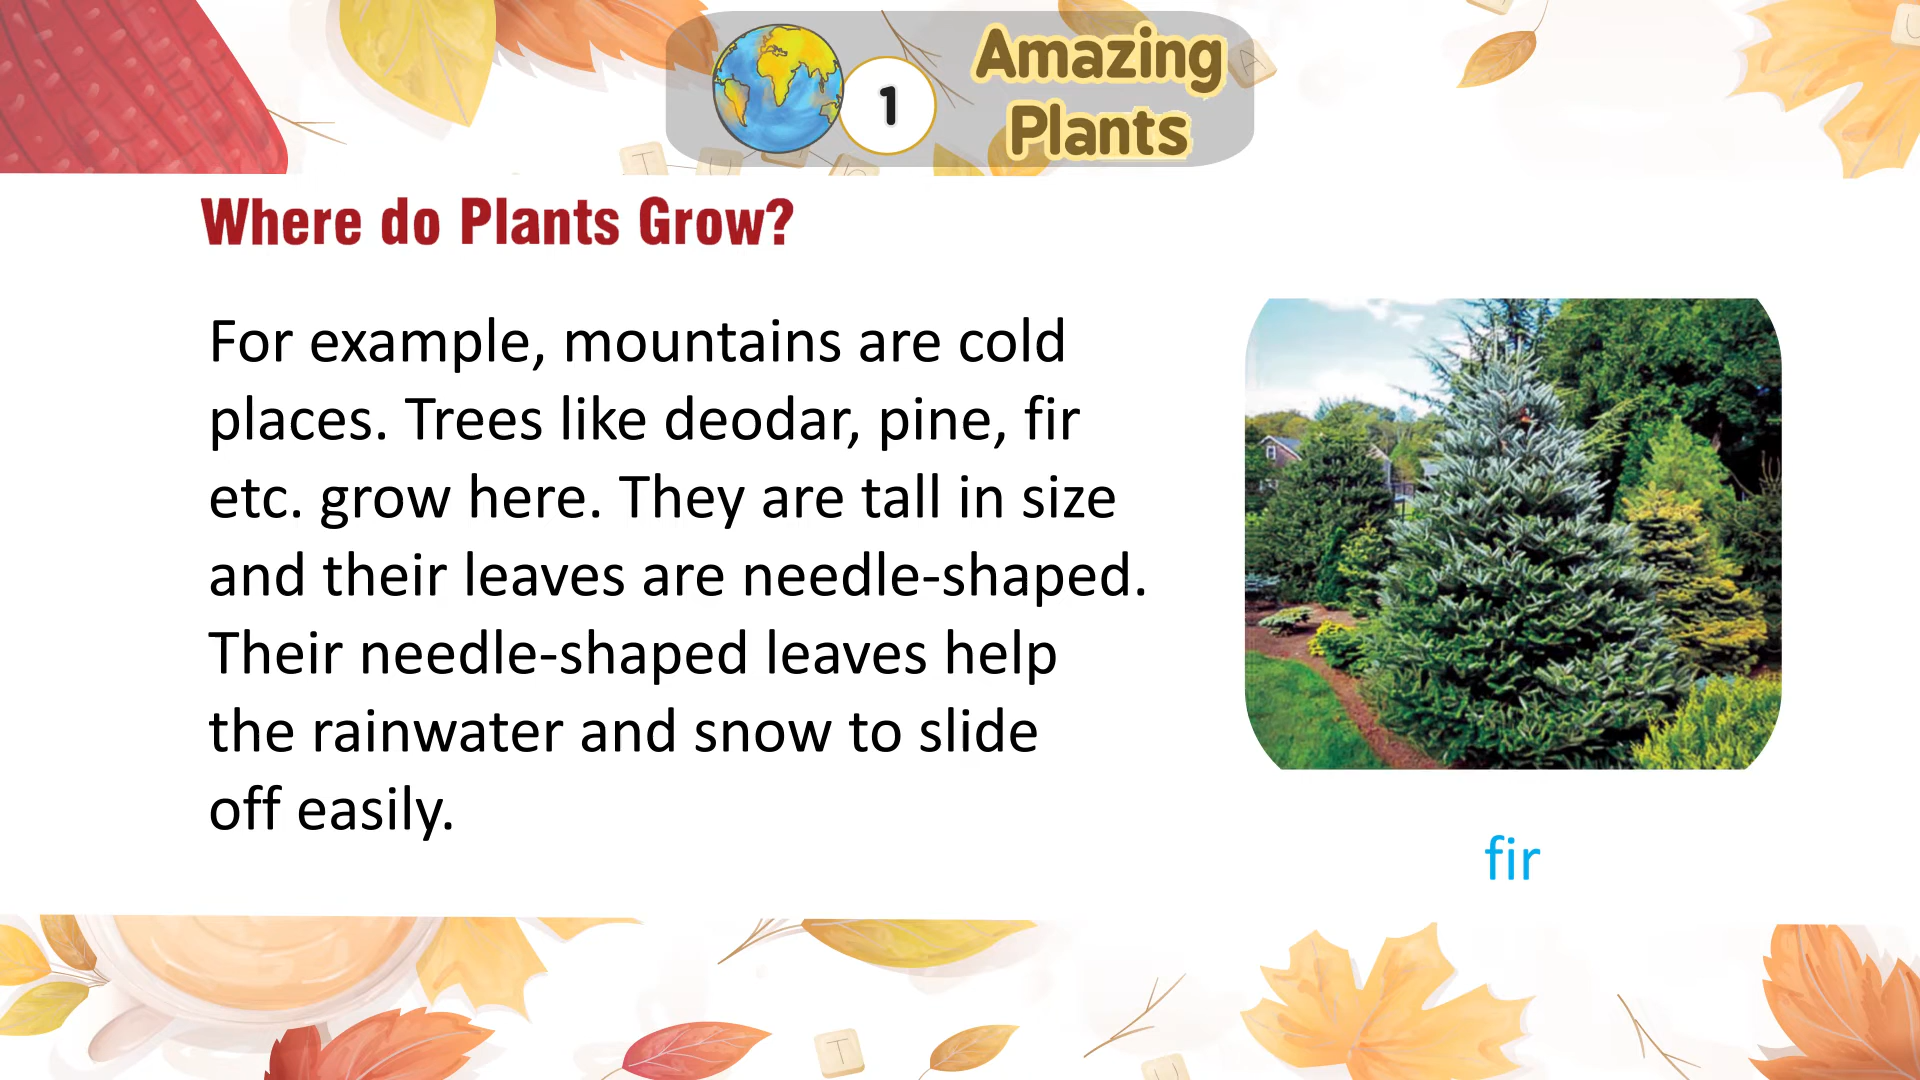 1
Amazing
Plants
Where do Plants Grow?
For example, mountains are cold
places. Trees like deodar, pine, fir
etc. grow here. They are tall in size
and their leaves are needle-shaped.
Their needle-shaped leaves help
the rainwater and snow to slide
off easily.
fir
T